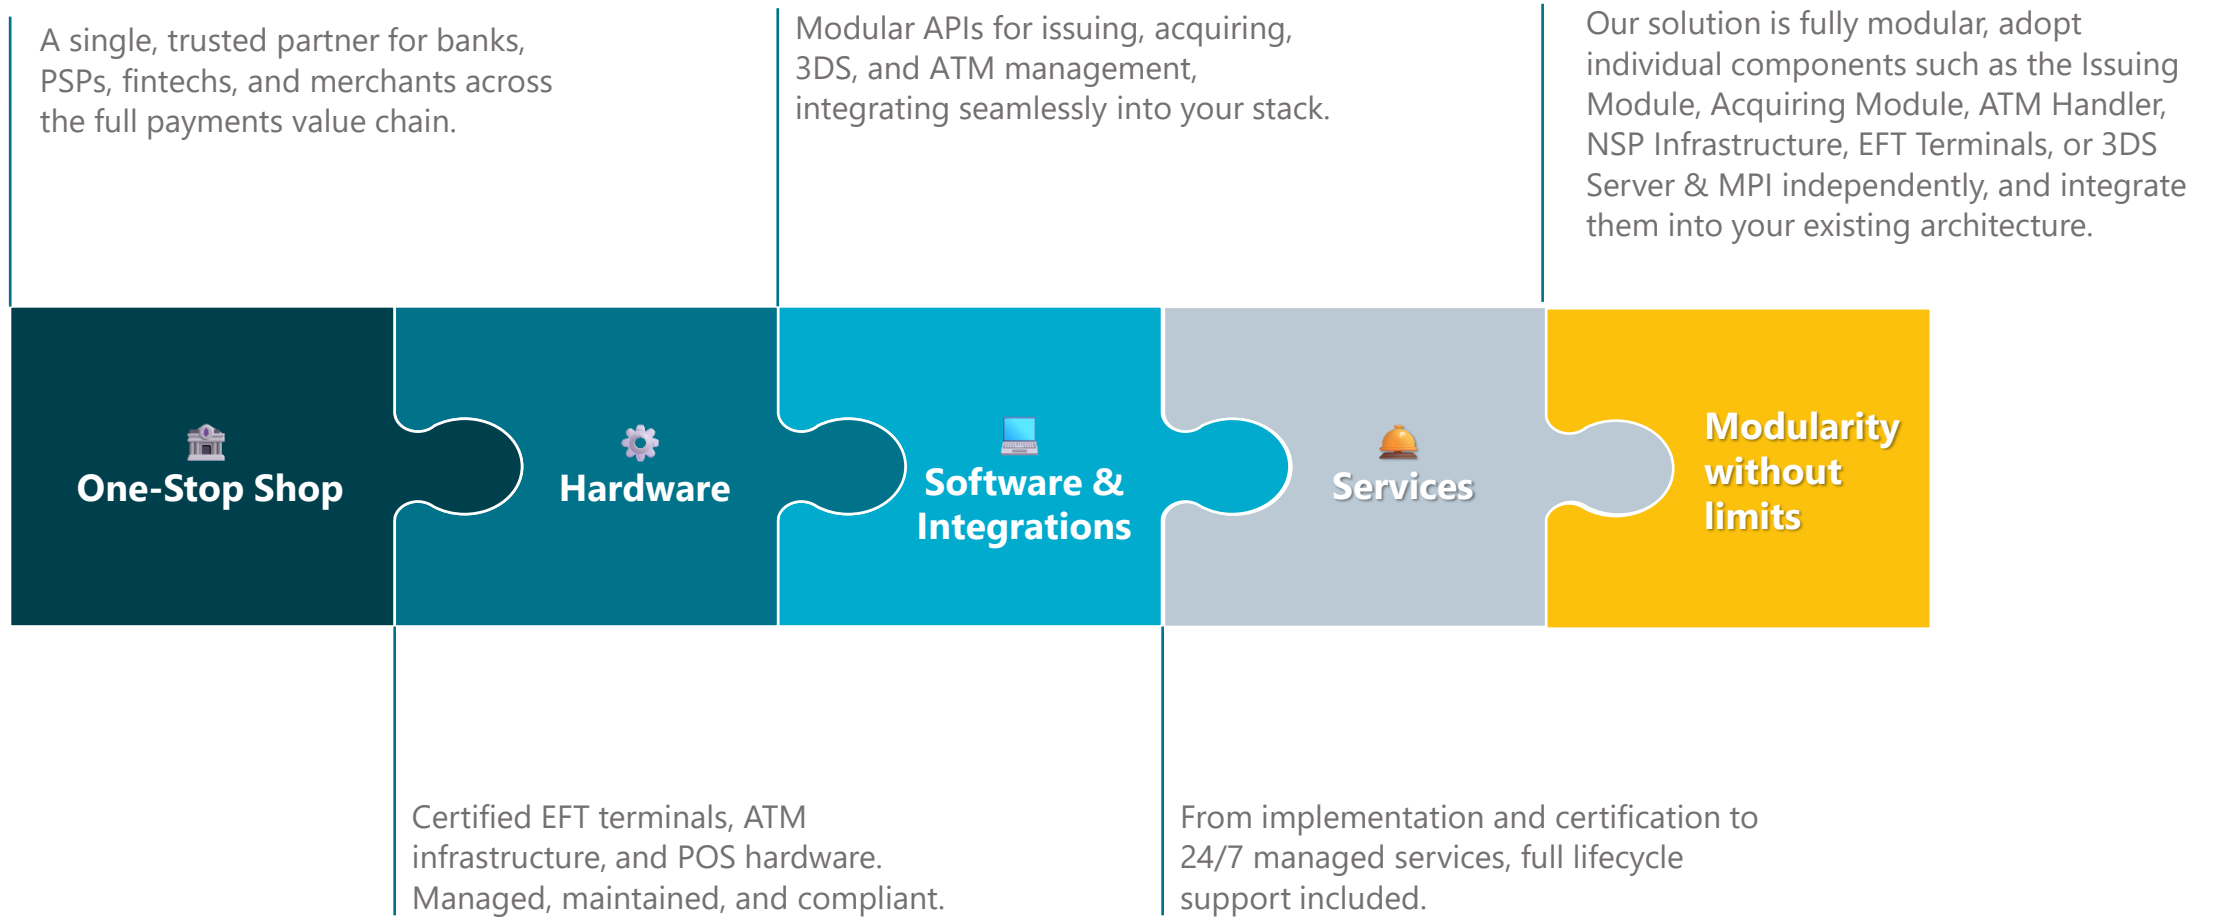 A single, trusted partner for banks,
PSPs, fintechs, and merchants across
the full payments value chain.
Modular APIs for issuing, acquiring,
3DS, and ATM management,
integrating seamlessly into your stack.
Our solution is fully modular, adopt
individual components such as the Issuing
Module, Acquiring Module, ATM Handler,
NSP Infrastructure, EFT Terminals, or 3DS
Server & MPI independently, and integrate
them into your existing architecture.
One-Stop Shop
Hardware
Software &
Integrations
Services
Modularity
without
limits
Certified EFT terminals, ATM
infrastructure, and POS hardware.
Managed, maintained, and compliant.
From implementation and certification to
24/7 managed services, full lifecycle
support included.